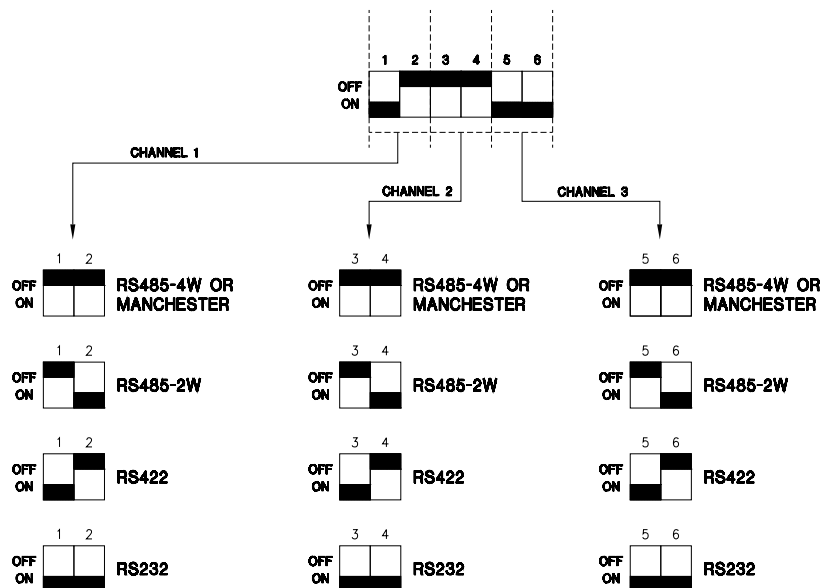 1 2 3 4 5 6
OFF
ON
CHANNEL 1
CHANNEL 2
CHANNEL 3
1 2
OFF
ON
RS485-4W OR
MANCHESTER
3 4
OFF
ON
RS485-4W OR
MANCHESTER
5 6
OFF
ON
RS485-4W OR
MANCHESTER
1 2
OFF
ON
RS485-2W
3 4
OFF
ON
RS485-2W
5 6
OFF
ON
RS485-2W
1 2
OFF
ON
RS422
3 4
OFF
ON
RS422
5 6
OFF
ON
RS422
1 2
OFF
ON
RS232
3 4
OFF
ON
RS232
5 6
OFF
ON
RS232